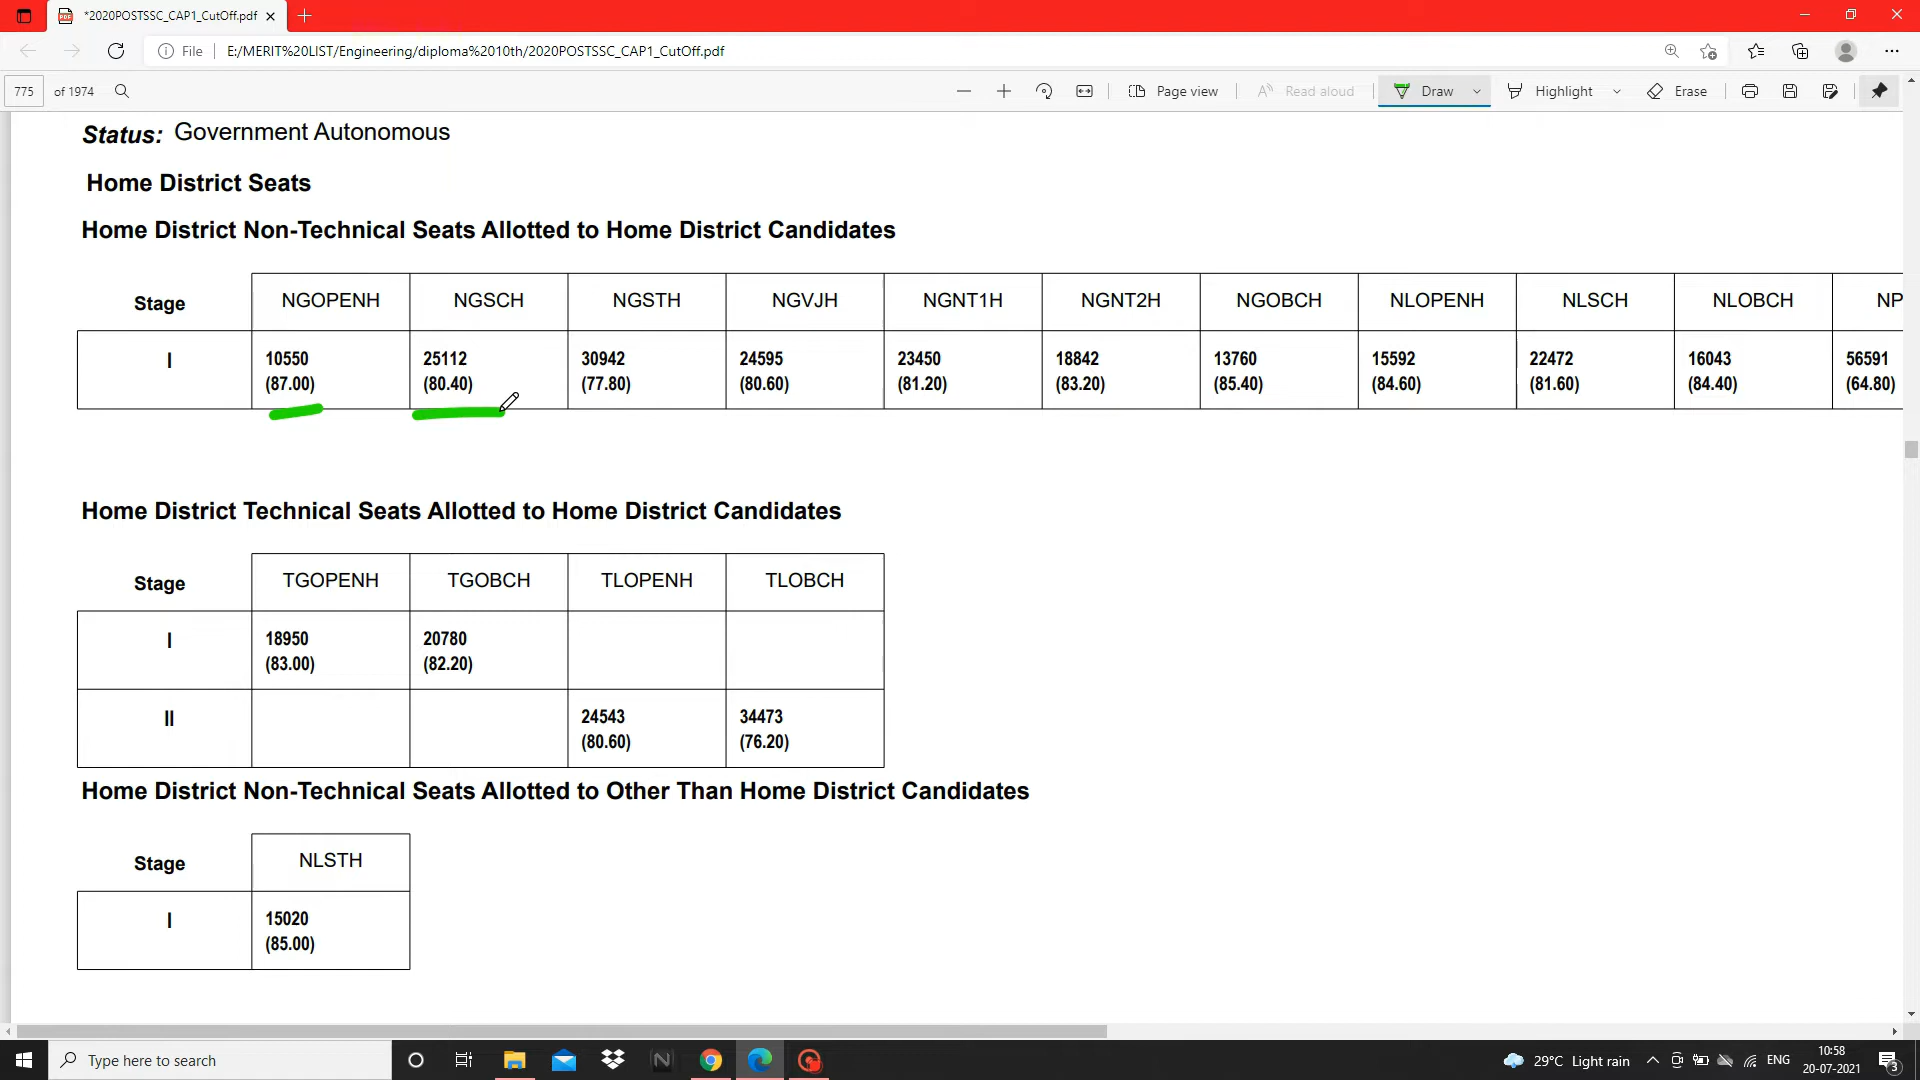 *2020POSTSSC_CAP1_CutOff.pdf
File E:/MERIT%20LIST/Engineering/diploma%2010th/2020POSTSSC_CAP1_CutOff.pdf
775 of 1974 Page view Read aloud Draw Highlight Erase
Status: Government Autonomous
Home District Seats
Home District Non-Technical Seats Allotted to Home District Candidates
Stage NGOPENH NGSCH NGSTH NGVJH NGNT1H NGNT2H NGOBCH NLOPENH NLSCH NLOBCH NP
I 10550 25112 30942 24595 23450 18842 13760 15592 22472 16043 56591
(87.00) (80.40) (77.80) (80.60) (81.20) (83.20) (85.40) (84.60) (81.60) (84.40) (64.80)
Home District Technical Seats Allotted to Home District Candidates
Stage TGOPENH TGOBCH TLOPENH TLOBCH
I 18950 20780
(83.00) (82.20)
II 24543 34473
(80.60) (76.20)
Home District Non-Technical Seats Allotted to Other Than Home District Candidates
Stage NLSTH
I 15020
(85.00)
Type here to search 29°C Light rain ENG 10:58
20-07-2021 3